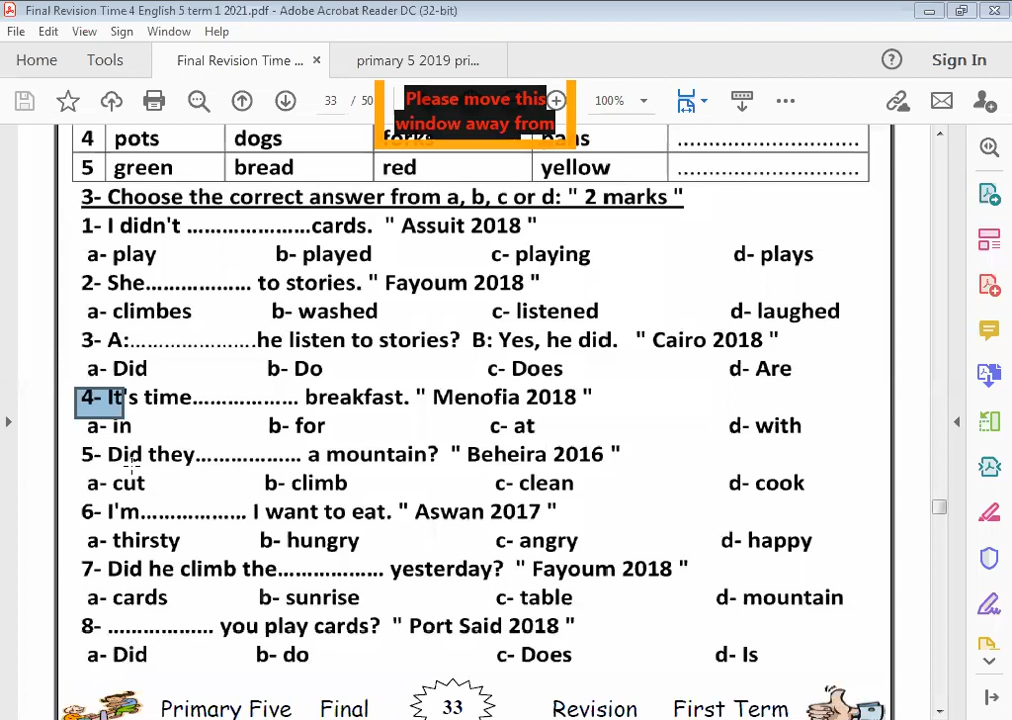 Final Revision Time 4 English 5 term 1 2021.pdf - Adobe Acrobat Reader DC (32-bit)
File Edit View Sign Window Help
Home Tools Final Revision Time ... × primary 5 2019 pri... ? Sign In
33 / 50 Please move this 100%
window away from
4 pots dogs forks
5 green bread red yellow ................................
3- Choose the correct answer from a, b, c or d: " 2 marks "
1- I didn't .....................cards. " Assuit 2018 "
a- play b- played c- playing d- plays
2- She.................. to stories. " Fayoum 2018 "
a- climbes b- washed c- listened d- laughed
3- A:.....................he listen to stories? B: Yes, he did. " Cairo 2018 "
a- Did b- Do c- Does d- Are
4- It's time.................. breakfast. " Menofia 2018 "
a- in b- for c- at d- with
5- Did they.................. a mountain? " Beheira 2016 "
a- cut b- climb c- clean d- cook
6- I'm.................. I want to eat. " Aswan 2017 "
a- thirsty b- hungry c- angry d- happy
7- Did he climb the.................. yesterday? " Fayoum 2018 "
a- cards b- sunrise c- table d- mountain
8- .................. you play cards? " Port Said 2018 "
a- Did b- do c- Does d- Is
Primary Five Final 33 Revision First Term